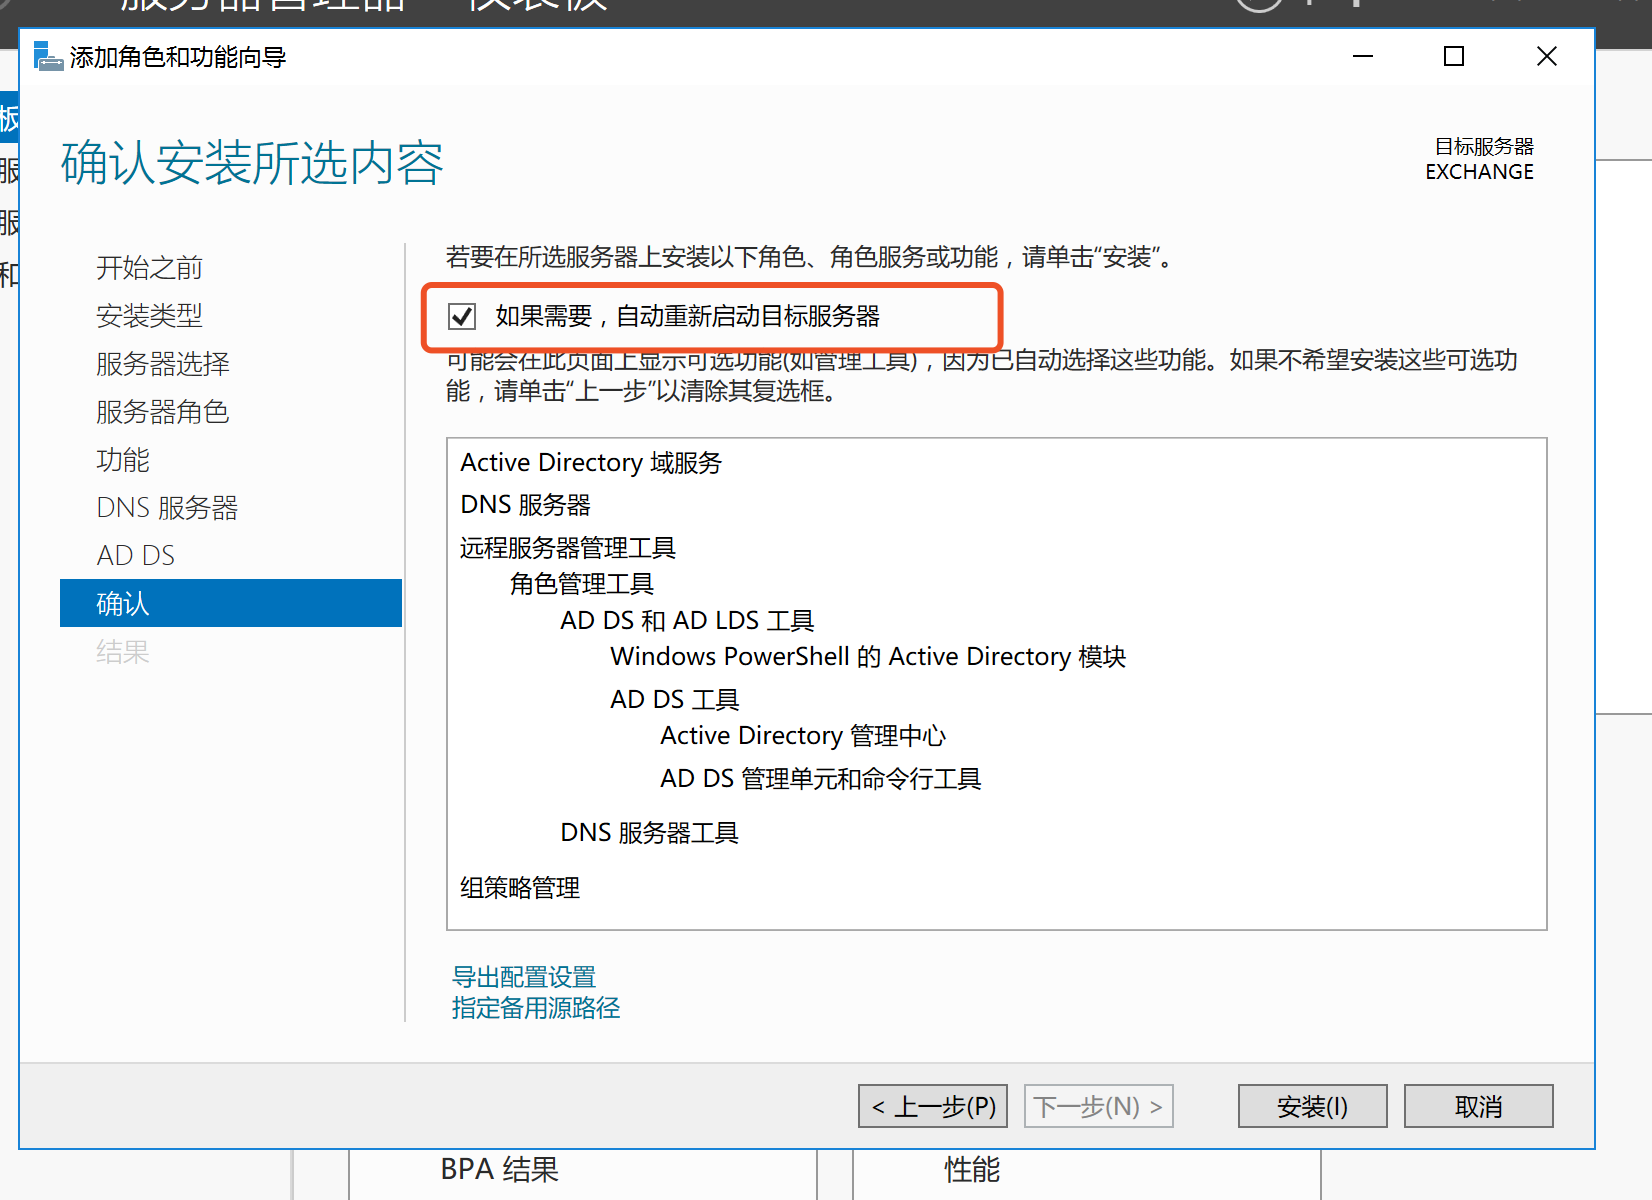 服务器管理器
仪表板
添加角色和功能向导
确认安装所选内容
目标服务器
EXCHANGE
板
服
服
和
开始之前
安装类型
服务器选择
服务器角色
功能
DNS 服务器
AD DS
确认
结果
若要在所选服务器上安装以下角色、角色服务或功能，请单击“安装”。
如果需要，自动重新启动目标服务器
可能会在此页面上显示可选功能(如管理工具)，因为已自动选择这些功能。如果不希望安装这些可选功
能，请单击“上一步”以清除其复选框。
Active Directory 域服务
DNS 服务器
远程服务器管理工具
角色管理工具
AD DS 和 AD LDS 工具
Windows PowerShell 的 Active Directory 模块
AD DS 工具
Active Directory 管理中心
AD DS 管理单元和命令行工具
DNS 服务器工具
组策略管理
导出配置设置
指定备用源路径
< 上一步(P)
下一步(N) >
安装(I)
取消
BPA 结果
性能